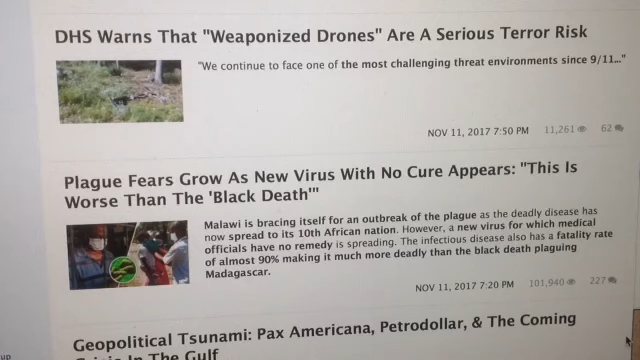 DHS Warns That "Weaponized Drones" Are A Serious Terror Risk
"We continue to face one of the most challenging threat environments since 9/11..."
NOV 11, 2017 7:50 PM 11,261 62
Plague Fears Grow As New Virus With No Cure Appears: "This Is
Worse Than The 'Black Death'"
Malawi is bracing itself for an outbreak of the plague as the deadly disease has
now spread to its 10th African nation. However, a new virus for which medical
officials have no remedy is spreading. The infectious disease also has a fatality rate
of almost 90% making it much more deadly than the black death plaguing
Madagascar.
NOV 11, 2017 7:20 PM 101,940 227
Geopolitical Tsunami: Pax Americana, Petrodollar, & The Coming
Crisis In The Gulf
up